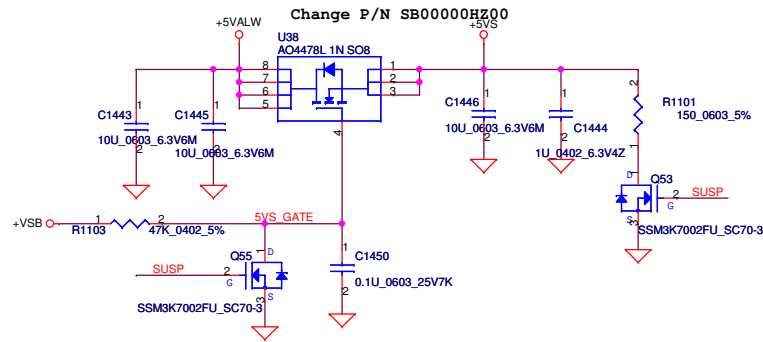 Change P/N SB00000HZ00
+5VALW
+5VS
U38
AO4478L 1N SO8
8
7
6
5
1
2
3
4
C1443
1
2
10U_0603_6.3V6M
C1445
1
2
10U_0603_6.3V6M
C1446
1
2
10U_0603_6.3V6M
C1444
1
2
1U_0402_6.3V4Z
2
R1101
150_0603_5%
1
D
Q53
2
SUSP
G
S
3
SSM3K7002FU_SC70-3
+VSB
1
2
R1103
47K_0402_5%
5VS_GATE
Q55
1
D
SUSP
2
G
S
3
SSM3K7002FU_SC70-3
1
C1450
0.1U_0603_25V7K
2